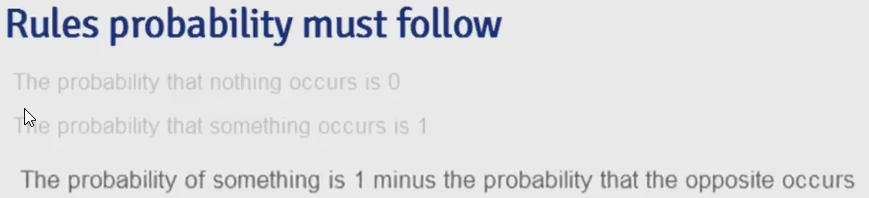 Rules probability must follow
The probability that nothing occurs is 0
The probability that something occurs is 1
The probability of something is 1 minus the probability that the opposite occurs